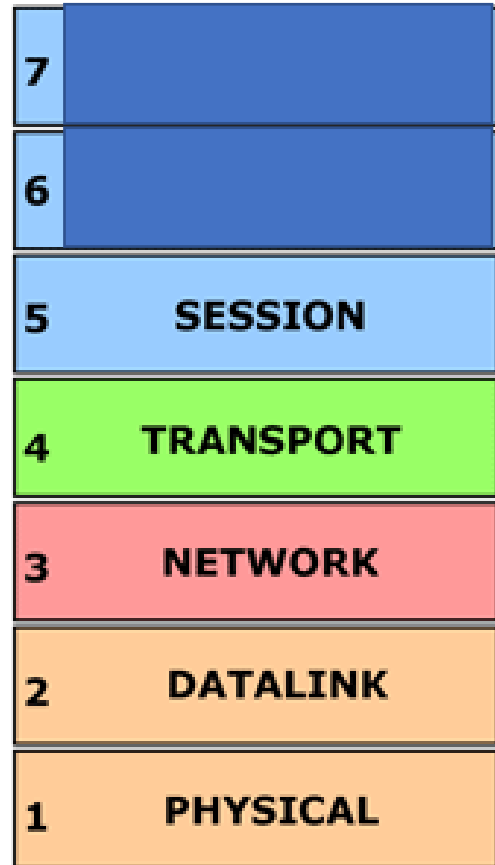 7
6
5 SESSION
4 TRANSPORT
3 NETWORK
2 DATALINK
1 PHYSICAL